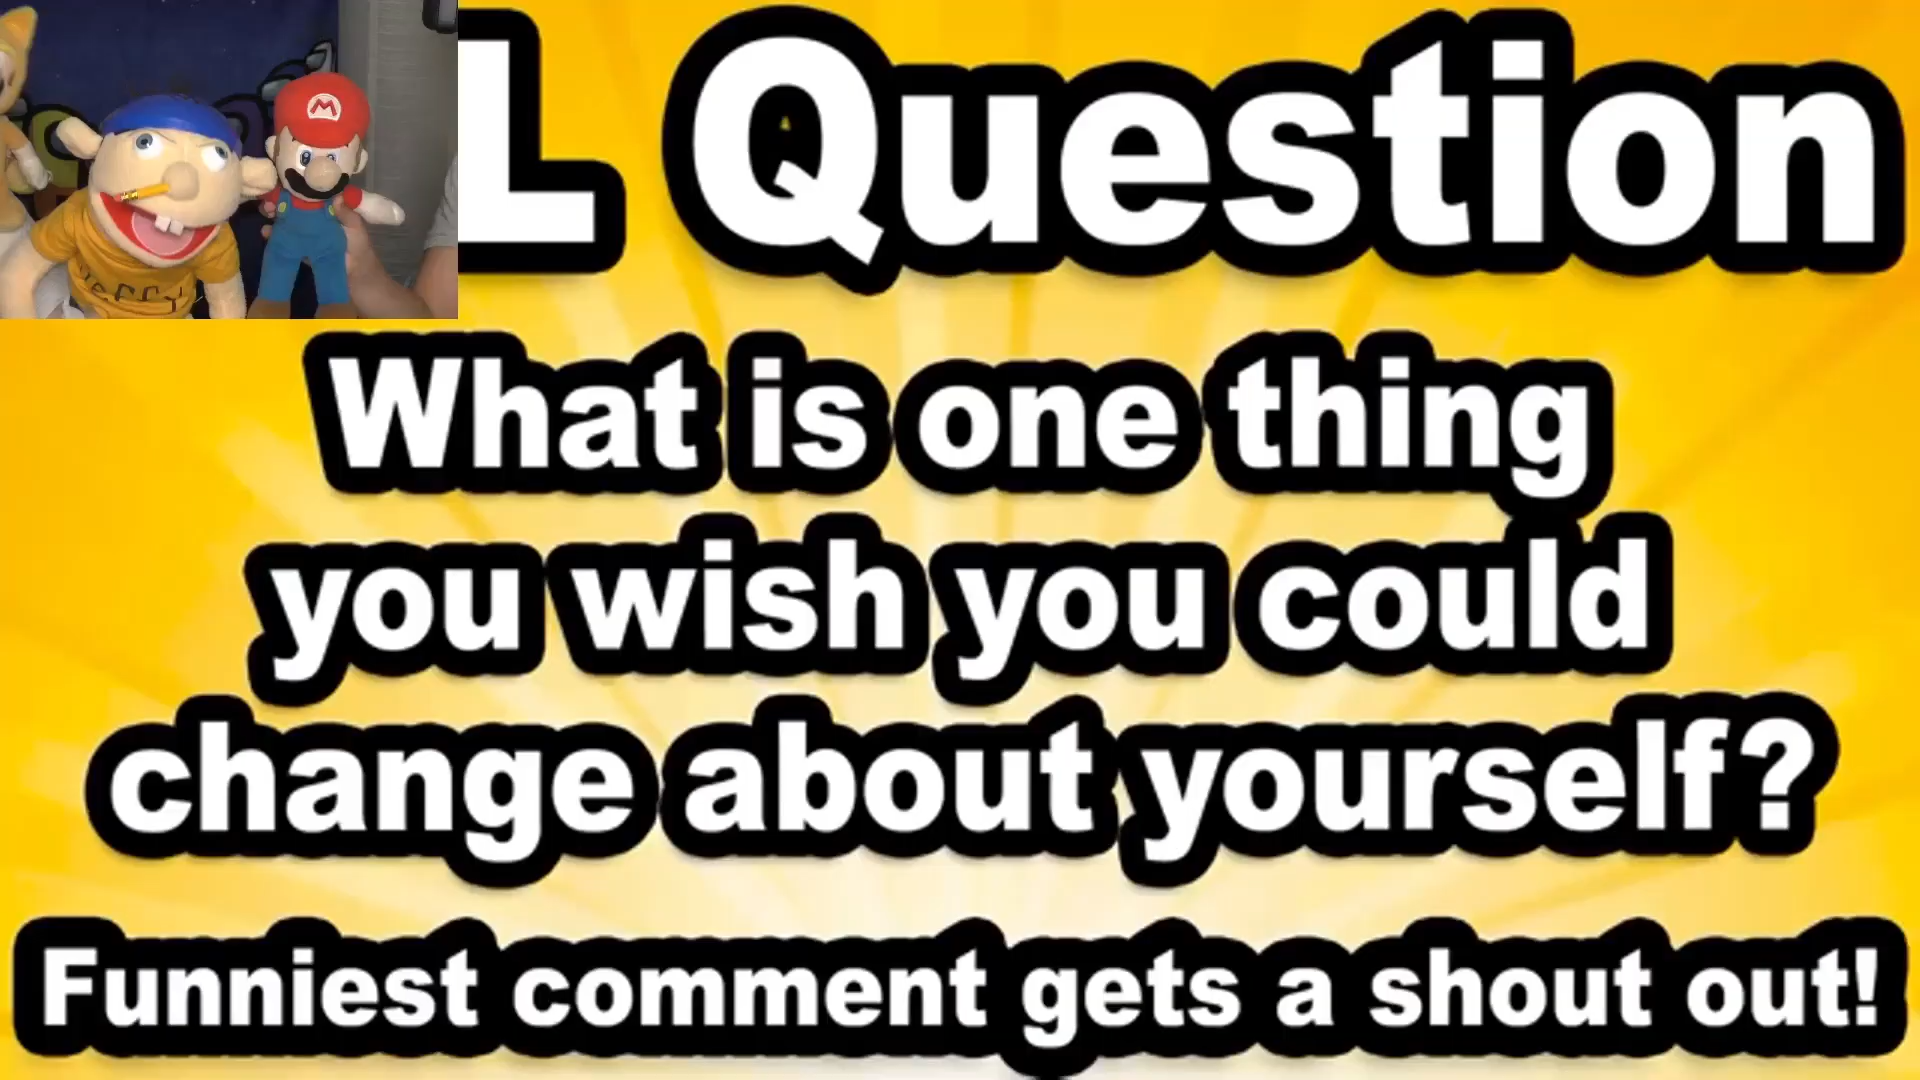 L Question
What is one thing
you wish you could
change about yourself?
Funniest comment gets a shout out!
M